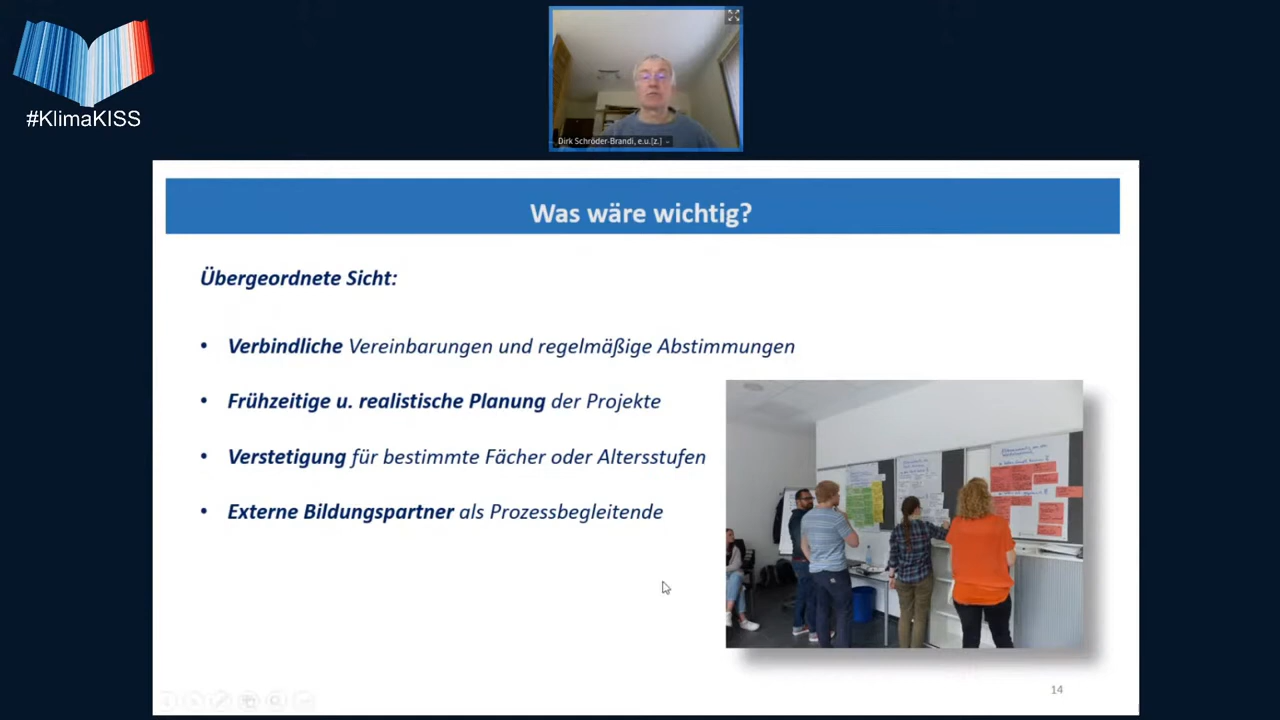 #KlimaKISS
Dirk Schröder-Brandi, e.u.[z.]
Was wäre wichtig?
Übergeordnete Sicht:
• Verbindliche Vereinbarungen und regelmäßige Abstimmungen
• Frühzeitige u. realistische Planung der Projekte
• Verstetigung für bestimmte Fächer oder Altersstufen
• Externe Bildungspartner als Prozessbegleitende
14